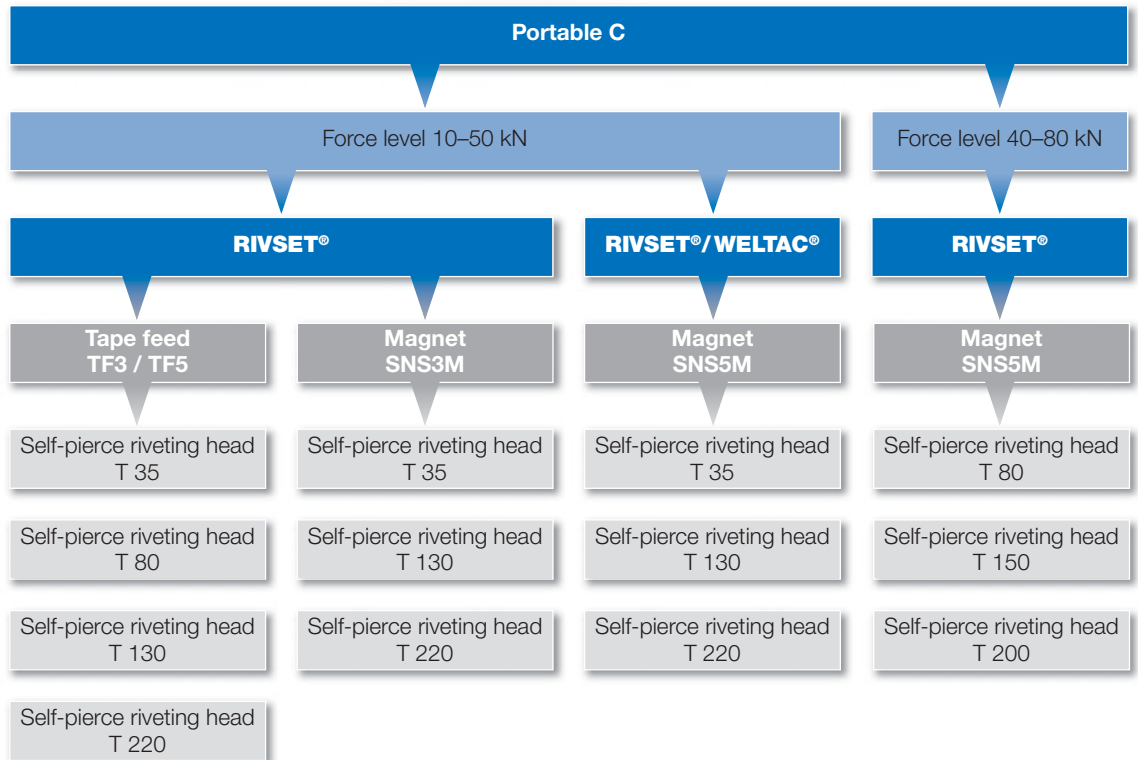 Portable C
Force level 10–50 kN
Force level 40–80 kN
RIVSET®
RIVSET®/WELTAC®
RIVSET®
Tape feed
TF3 / TF5
Magnet
SNS3M
Magnet
SNS5M
Magnet
SNS5M
Self-pierce riveting head
T 35
Self-pierce riveting head
T 35
Self-pierce riveting head
T 35
Self-pierce riveting head
T 80
Self-pierce riveting head
T 80
Self-pierce riveting head
T 130
Self-pierce riveting head
T 130
Self-pierce riveting head
T 150
Self-pierce riveting head
T 130
Self-pierce riveting head
T 220
Self-pierce riveting head
T 220
Self-pierce riveting head
T 200
Self-pierce riveting head
T 220